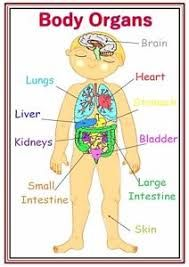 Body Organs
Brain
Lungs
Heart
Stomach
Liver
Kidneys
Bladder
Small
Intestine
Large
Intestine
Skin